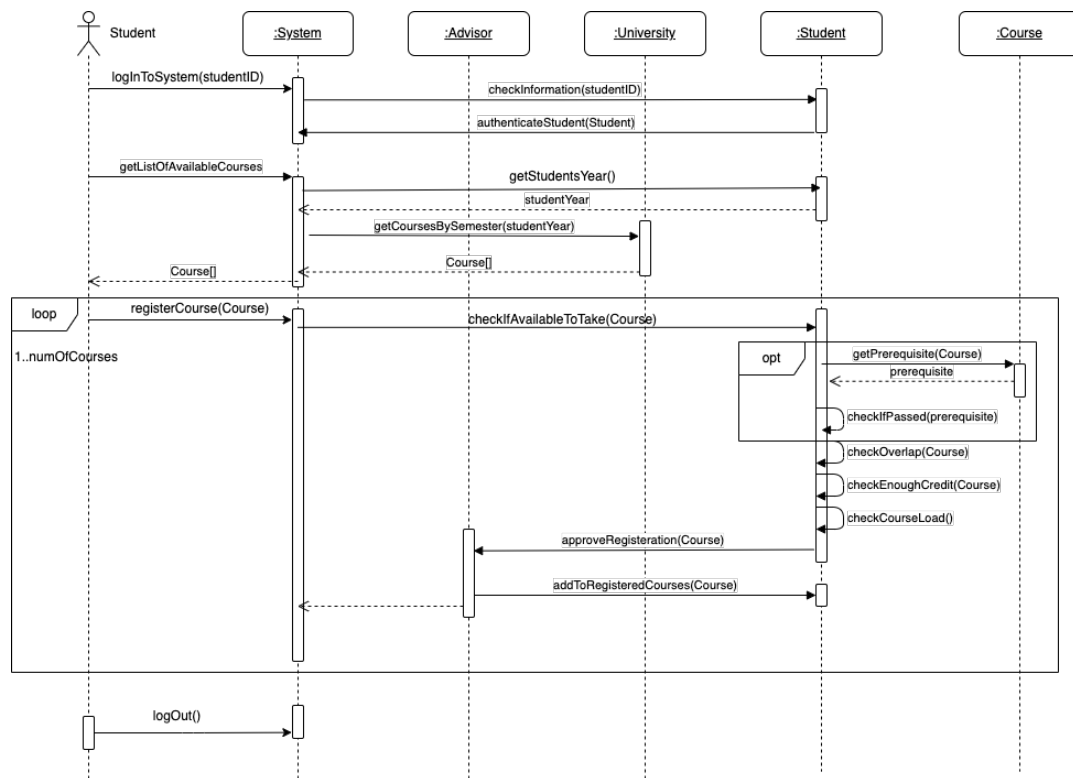 Student
:System
:Advisor
:University
:Student
:Course
logInToSystem(studentID)
checkInformation(studentID)
authenticateStudent(Student)
getListOfAvailableCourses
getStudentsYear()
studentYear
getCoursesBySemester(studentYear)
Course[]
Course[]
loop
registerCourse(Course)
checkIfAvailableToTake(Course)
1..numOfCourses
opt
getPrerequisite(Course)
prerequisite
checkIfPassed(prerequisite)
checkOverlap(Course)
checkEnoughCredit(Course)
checkCourseLoad()
approveRegisteration(Course)
addToRegisteredCourses(Course)
logOut()